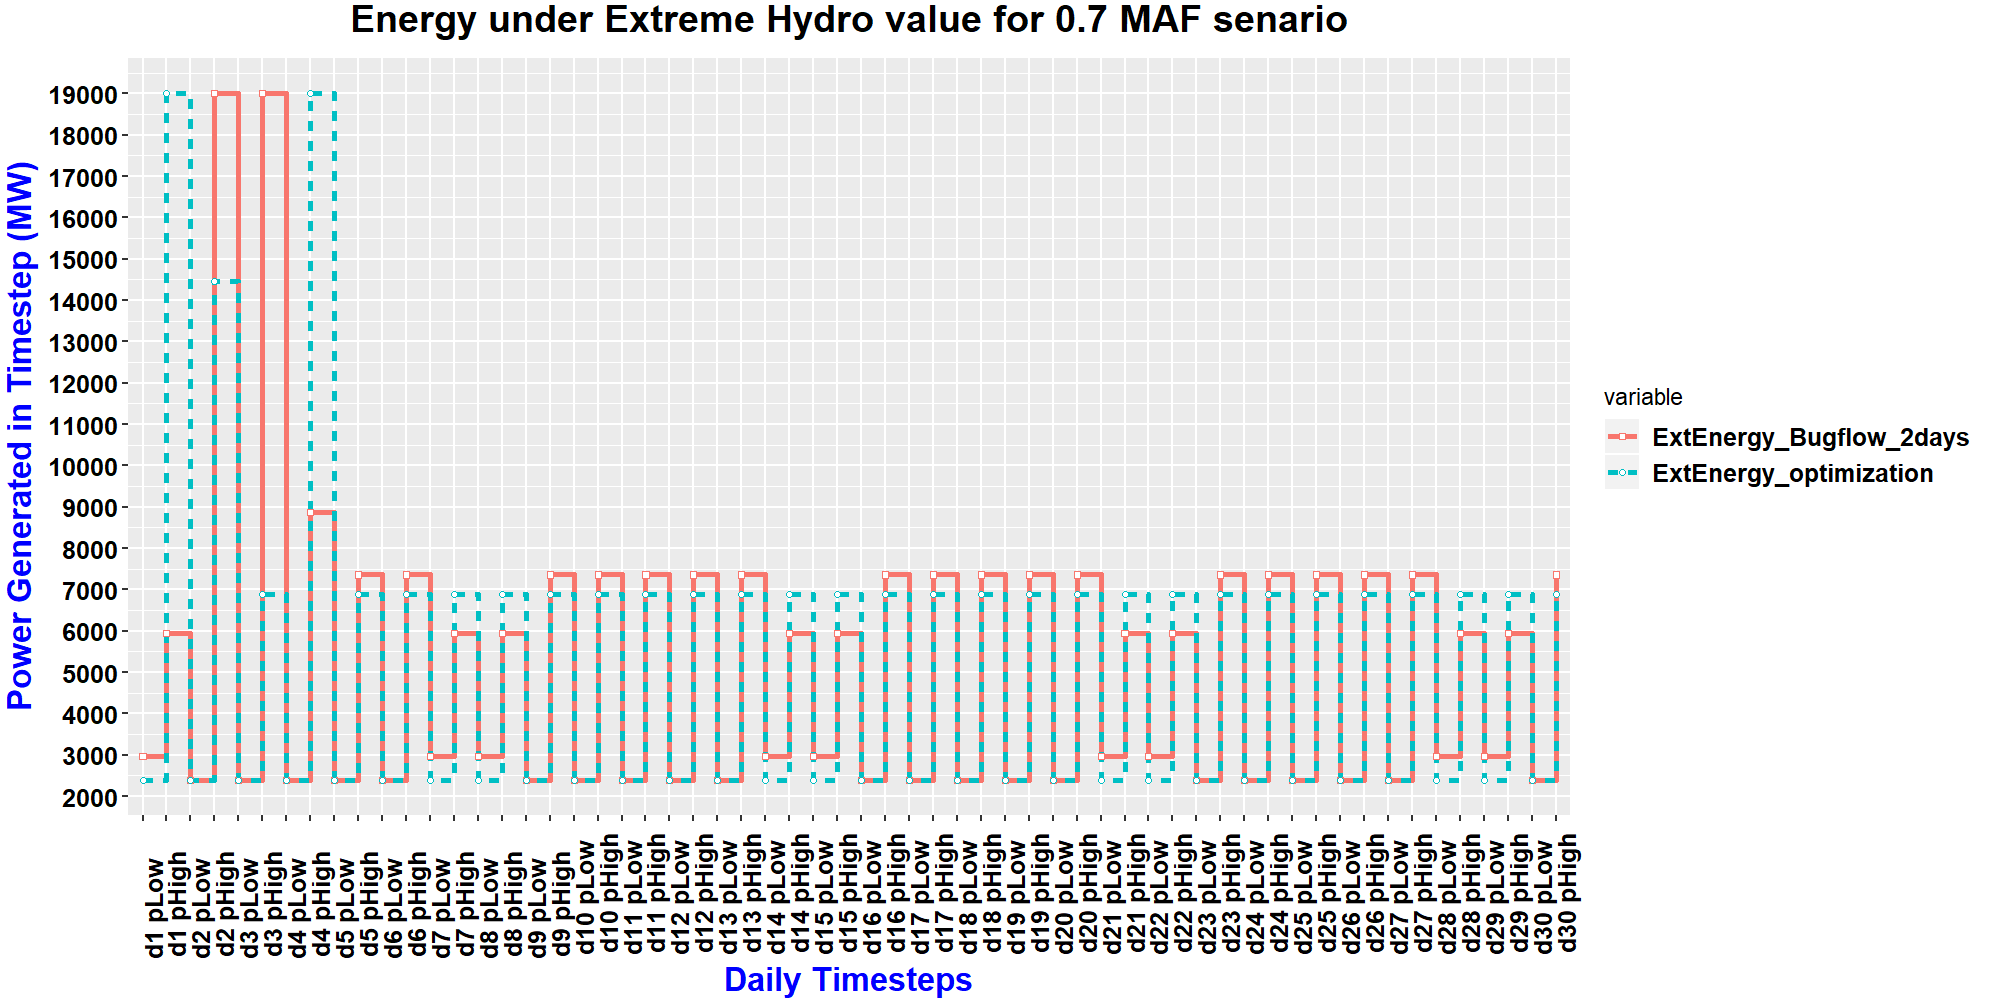 Energy under Extreme Hydro value for 0.7 MAF senario
Power Generated in Timestep (MW)
19000
18000
17000
16000
15000
14000
13000
12000
11000
10000
9000
8000
7000
6000
5000
4000
3000
2000
variable
ExtEnergy_Bugflow_2days
ExtEnergy_optimization
d1 pLow
d1 pHigh
d2 pLow
d2 pHigh
d3 pLow
d3 pHigh
d4 pLow
d4 pHigh
d5 pLow
d5 pHigh
d6 pLow
d6 pHigh
d7 pLow
d7 pHigh
d8 pLow
d8 pHigh
d9 pLow
d9 pHigh
d10 pLow
d10 pHigh
d11 pLow
d11 pHigh
d12 pLow
d12 pHigh
d13 pLow
d13 pHigh
d14 pLow
d14 pHigh
d15 pLow
d15 pHigh
d16 pLow
d16 pHigh
d17 pLow
d17 pHigh
d18 pLow
d18 pHigh
d19 pLow
d19 pHigh
d20 pLow
d20 pHigh
d21 pLow
d21 pHigh
d22 pLow
d22 pHigh
d23 pLow
d23 pHigh
d24 pLow
d24 pHigh
d25 pLow
d25 pHigh
d26 pLow
d26 pHigh
d27 pLow
d27 pHigh
d28 pLow
d28 pHigh
d29 pLow
d29 pHigh
d30 pLow
d30 pHigh
Daily Timesteps